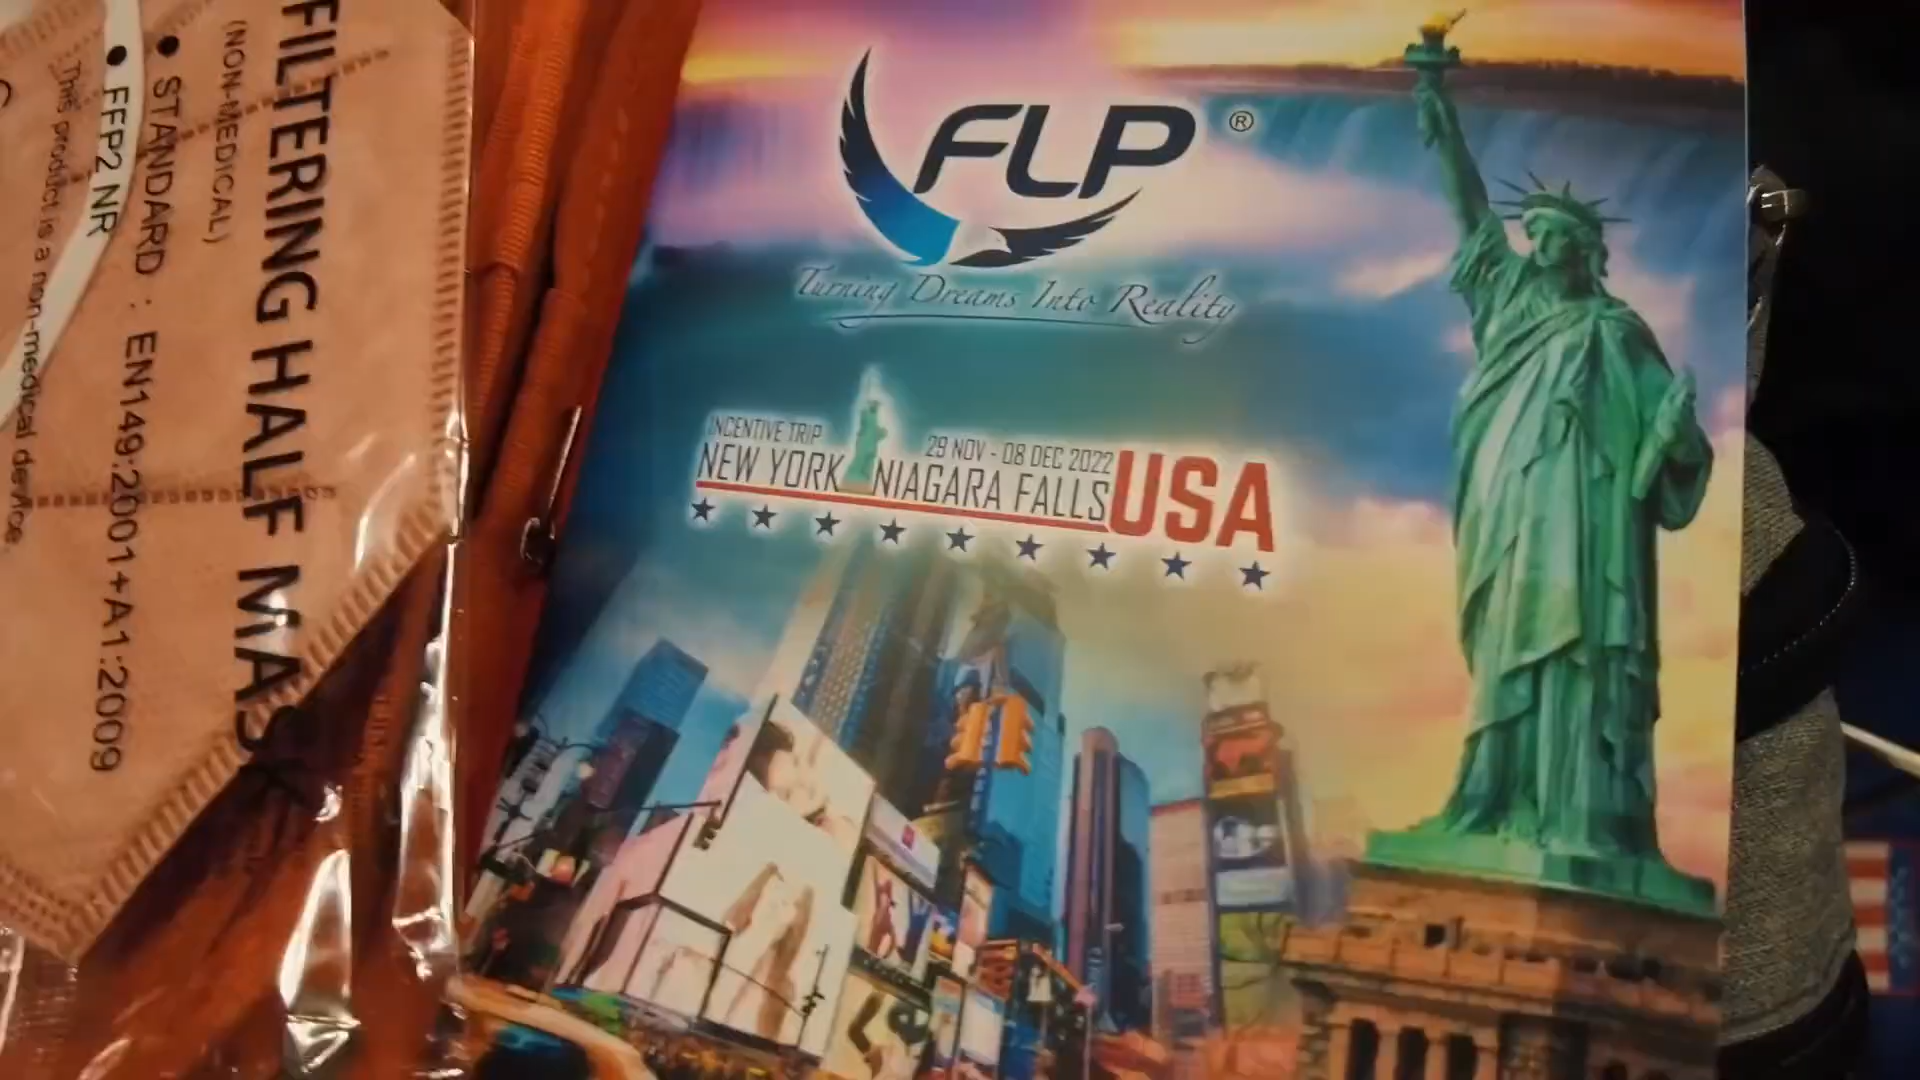 FILTERING HALF MAS
(NON-MEDICAL)
● STANDARD : EN149:2001+A1:2009
● FFP2 NR
This product is a non-medical device.
FLP®
Turning Dreams Into Reality
INCENTIVE TRIP
29 NOV - 08 DEC 2022
NEW YORK NIAGARA FALLS USA